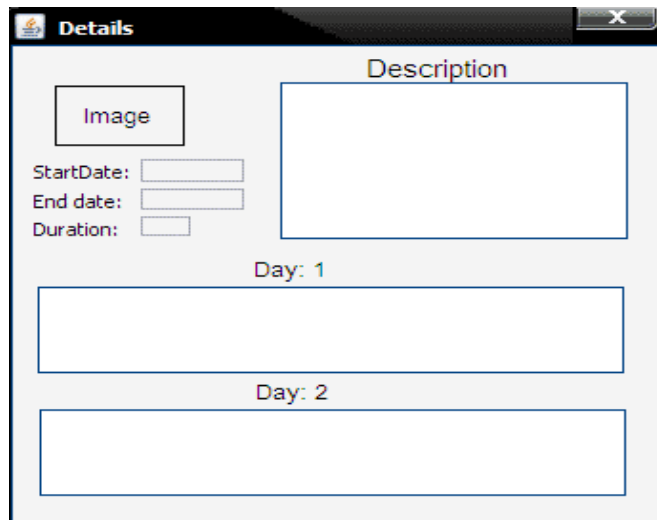 Details
X
Description
Image
StartDate:
End date:
Duration:
Day: 1
Day: 2